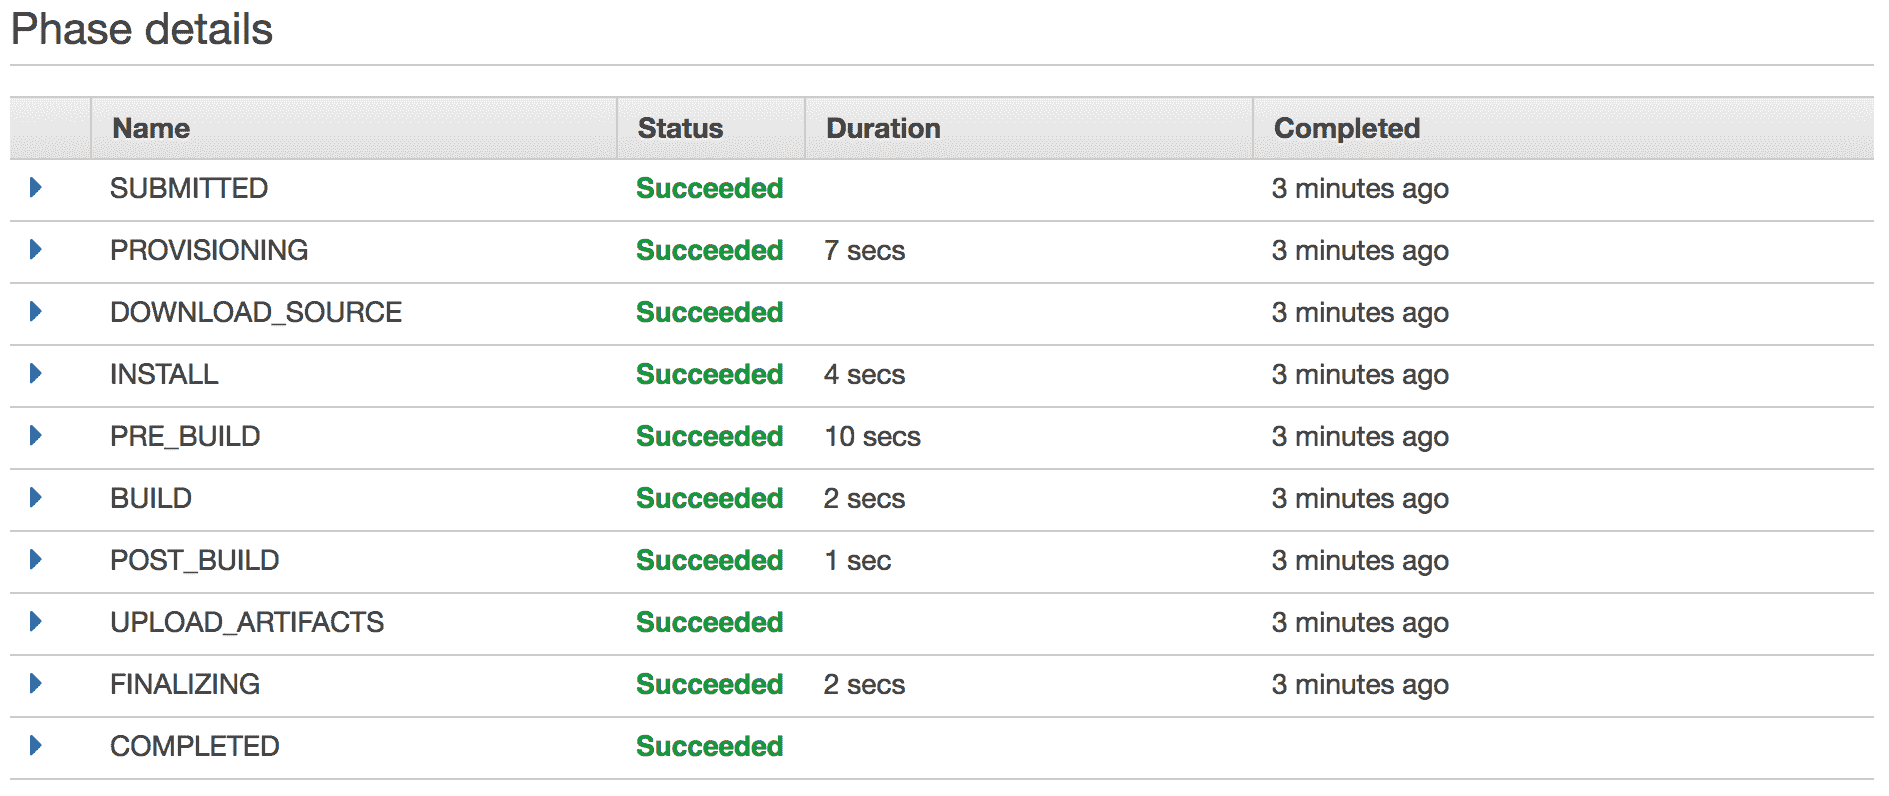 Phase details
Name Status Duration Completed
SUBMITTED Succeeded 3 minutes ago
PROVISIONING Succeeded 7 secs 3 minutes ago
DOWNLOAD_SOURCE Succeeded 3 minutes ago
INSTALL Succeeded 4 secs 3 minutes ago
PRE_BUILD Succeeded 10 secs 3 minutes ago
BUILD Succeeded 2 secs 3 minutes ago
POST_BUILD Succeeded 1 sec 3 minutes ago
UPLOAD_ARTIFACTS Succeeded 3 minutes ago
FINALIZING Succeeded 2 secs 3 minutes ago
COMPLETED Succeeded